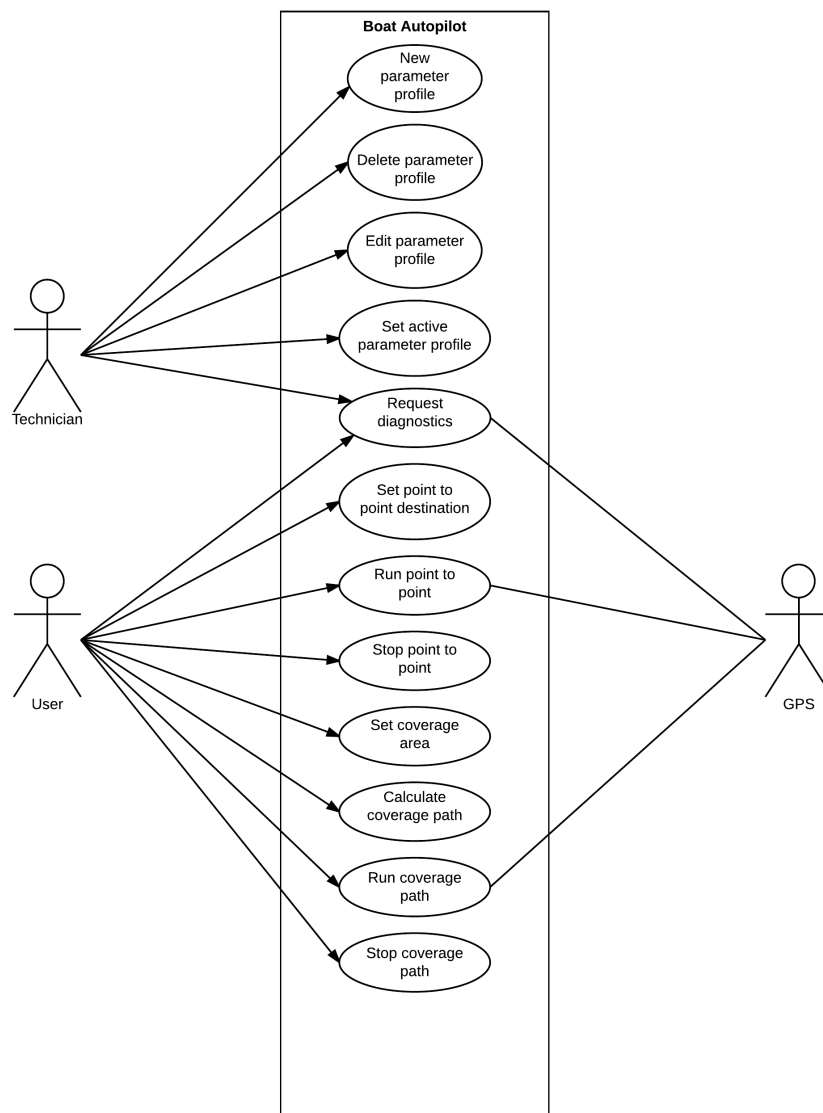 Boat Autopilot
New
parameter
profile
Delete parameter
profile
Edit parameter
profile
Set active
parameter profile
Technician
Request
diagnostics
Set point to
point destination
Run point to
point
Stop point to
point
User
GPS
Set coverage
area
Calculate
coverage path
Run coverage
path
Stop coverage
path